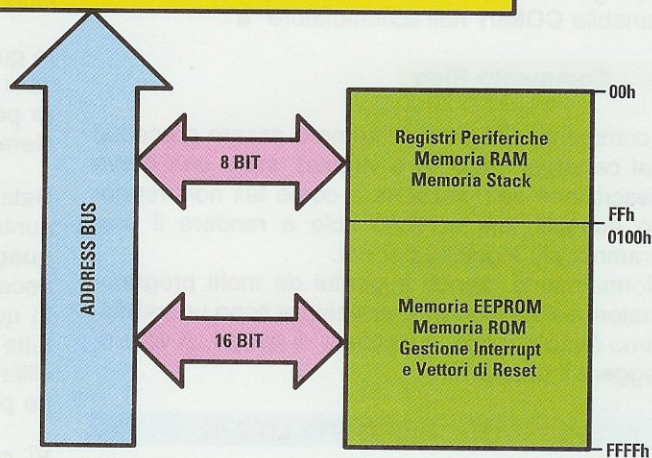 ADDRESS BUS
8 BIT
16 BIT
Registri Periferiche
Memoria RAM
Memoria Stack
Memoria EEPROM
Memoria ROM
Gestione Interrupt
e Vettori di Reset
00h
FFh
0100h
FFFFh